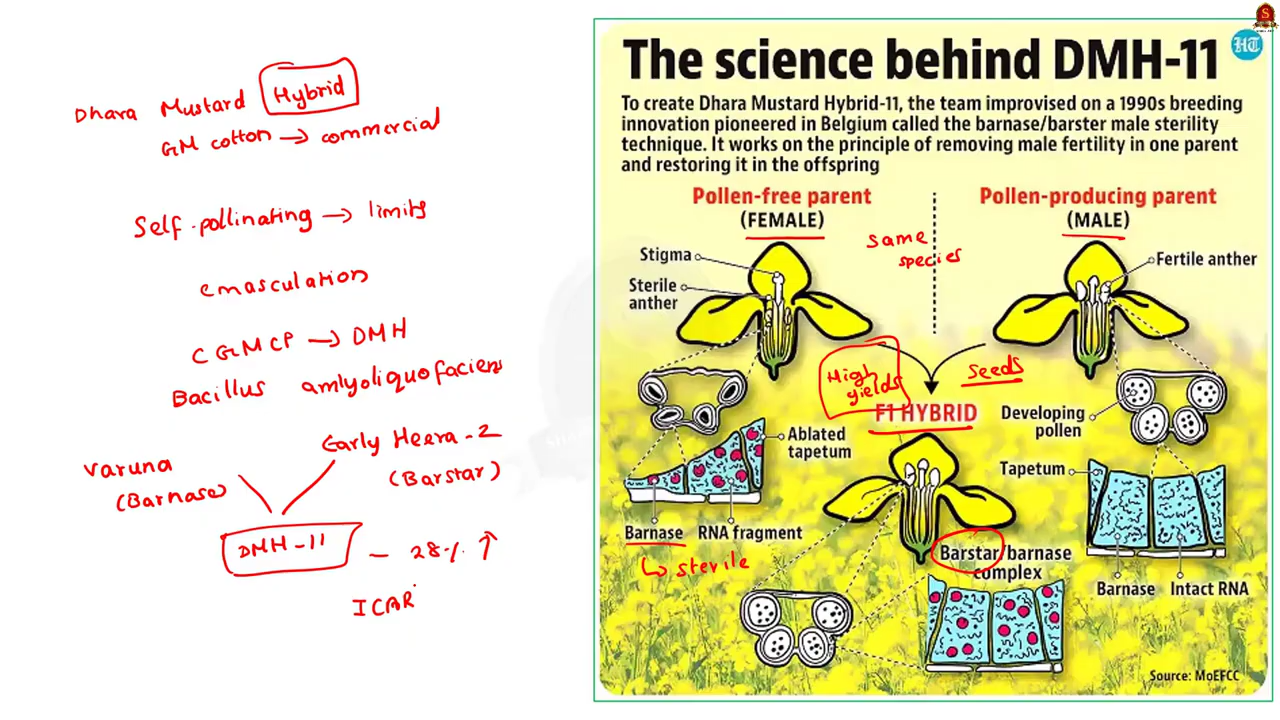 Dhara Mustard Hybrid
GM cotton → commercial
Self-pollinating → limits
emasculation
CGMCP → DMH
Bacillus amlyoliquofaciens
Varuna
(Barnase)
Early Heera-2
(Barstar)
DMH-11
- 28% ↑
ICAR
S
HT
The science behind DMH-11
To create Dhara Mustard Hybrid-11, the team improvised on a 1990s breeding
innovation pioneered in Belgium called the barnase/barster male sterility
technique. It works on the principle of removing male fertility in one parent
and restoring it in the offspring
Pollen-free parent
(FEMALE)
Pollen-producing parent
(MALE)
same
species
Stigma
Sterile
anther
Fertile anther
High
yields
seeds
F1 HYBRID
Ablated
tapetum
Developing
pollen
Tapetum
Barnase
RNA fragment
↳ sterile
Barstar/barnase
complex
Barnase
Intact RNA
Source: MoEFCC